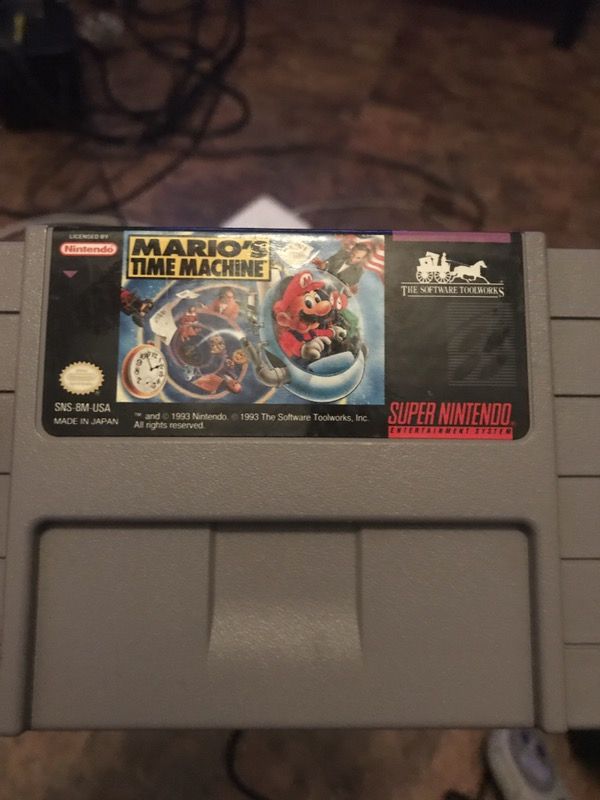 LICENSED BY
Nintendo
MARIO'S
TIME MACHINE
THE SOFTWARE TOOLWORKS
SNS-8M-USA
MADE IN JAPAN
™ and © 1993 Nintendo. © 1993 The Software Toolworks, Inc.
All rights reserved.
SUPER NINTENDO
ENTERTAINMENT SYSTEM